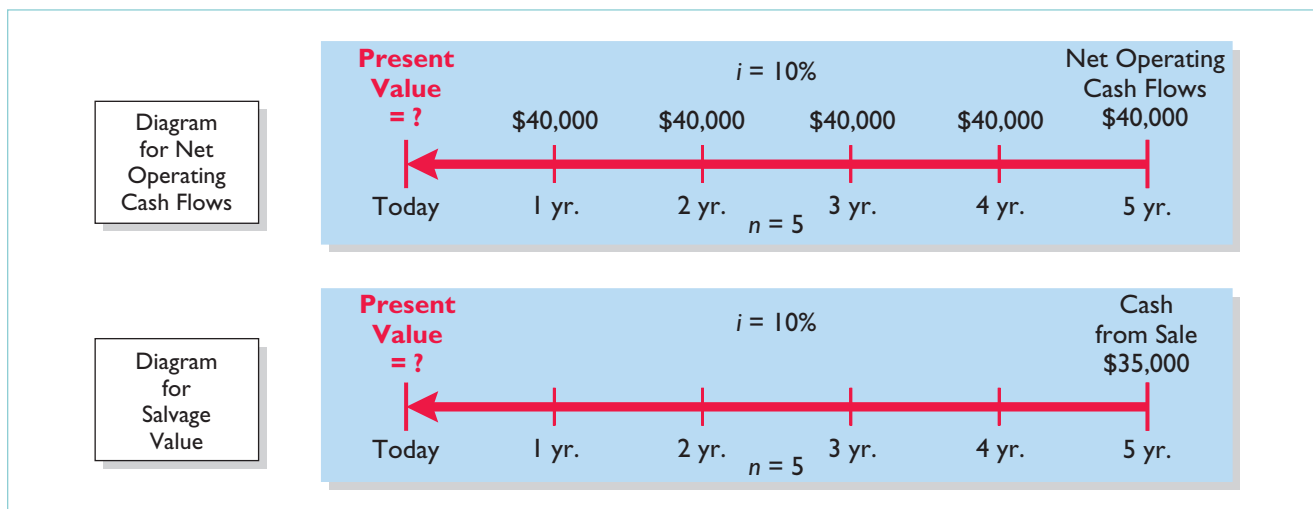 Diagram
for Net
Operating
Cash Flows
Present
Value
= ?
i = 10%
Net Operating
Cash Flows
$40,000 $40,000 $40,000 $40,000 $40,000
Today 1 yr. 2 yr. 3 yr. 4 yr. 5 yr.
n = 5
Diagram
for
Salvage
Value
Present
Value
= ?
i = 10%
Cash
from Sale
$35,000
Today 1 yr. 2 yr. 3 yr. 4 yr. 5 yr.
n = 5